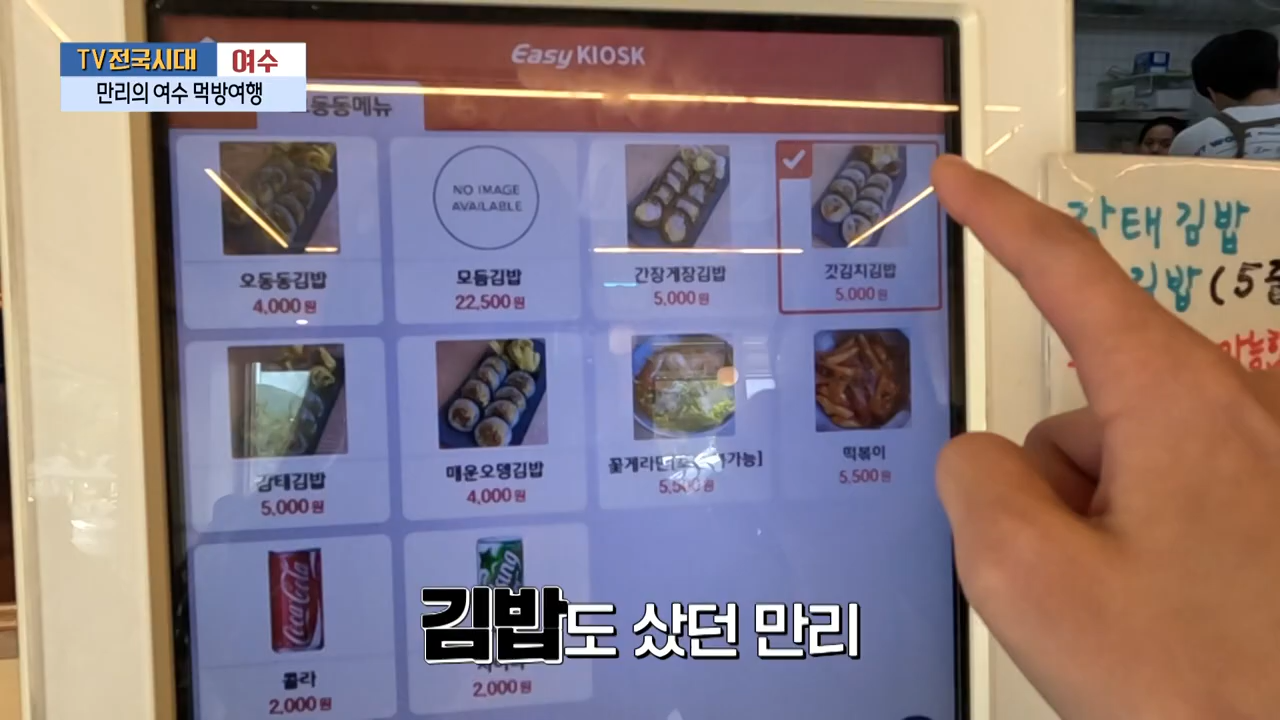 TV전국시대 여수
만리의 여수 먹방여행
Easy KIOSK
동동메뉴
NO IMAGE
AVAILABLE
오동동김밥
4,000원
모듬김밥
22,500원
간장게장김밥
5,000원
갓김치김밥
5,000원
감태김밥
5,000원
매운오뎅김밥
4,000원
꽃게라면
5,500원
떡볶이
5,500원
Coca-Cola
콜라
2,000원
2,000원
태김밥
김밥(5
김밥도 샀던 만리